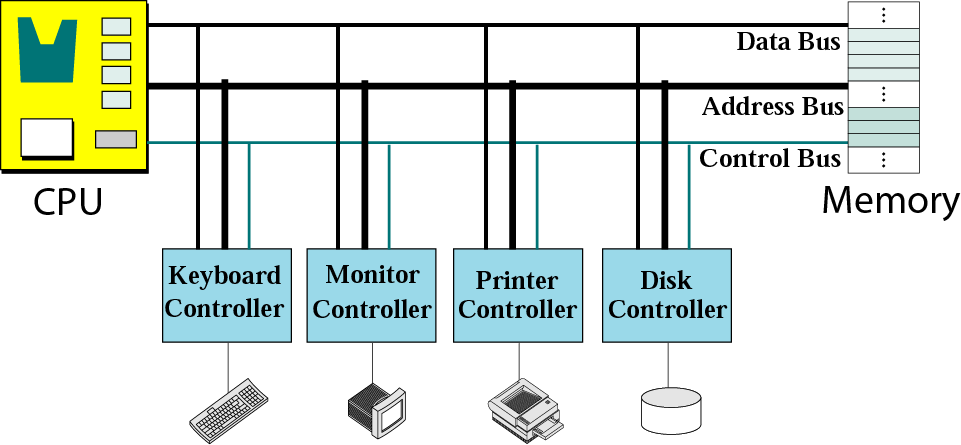 Data Bus
Address Bus
Control Bus
CPU
Memory
Keyboard
Controller
Monitor
Controller
Printer
Controller
Disk
Controller